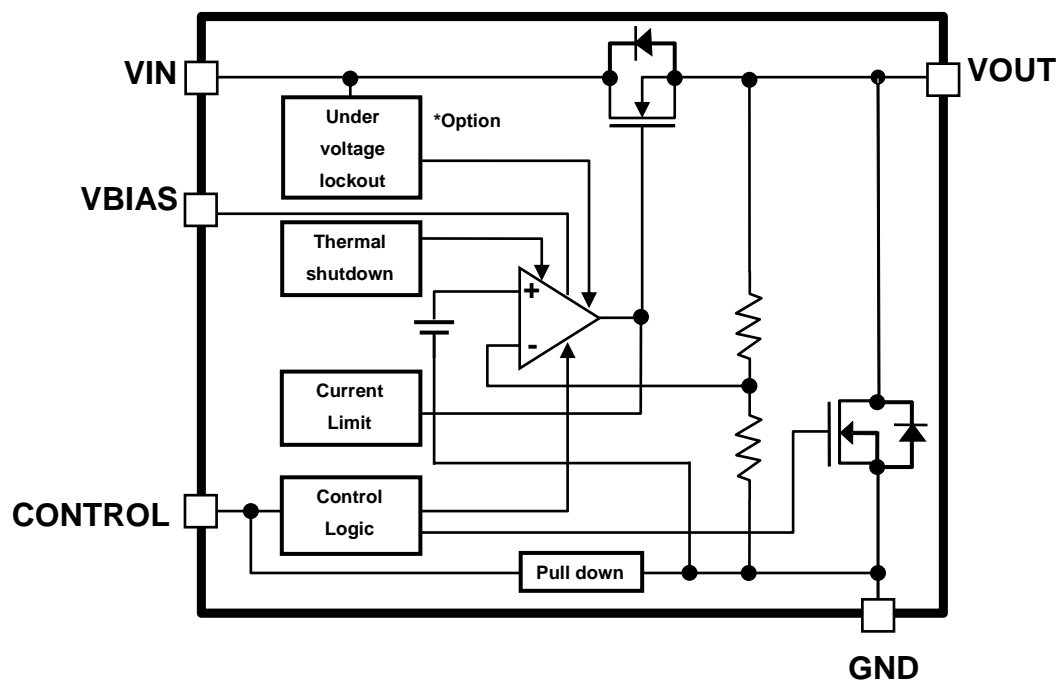 VIN
VOUT
Under
voltage
lockout
*Option
VBIAS
Thermal
shutdown
+
-
Current
Limit
CONTROL
Control
Logic
Pull down
GND